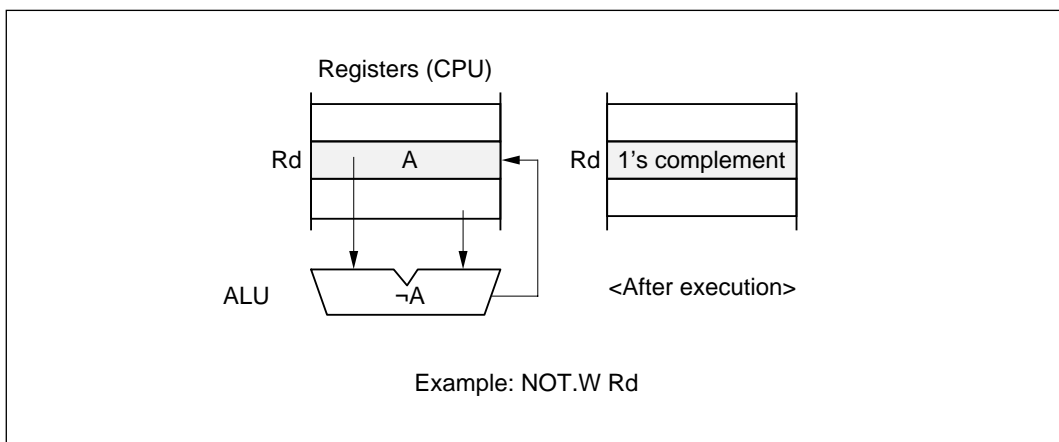 Registers (CPU)
Rd A
Rd 1's complement
ALU ¬A
<After execution>
Example: NOT.W Rd